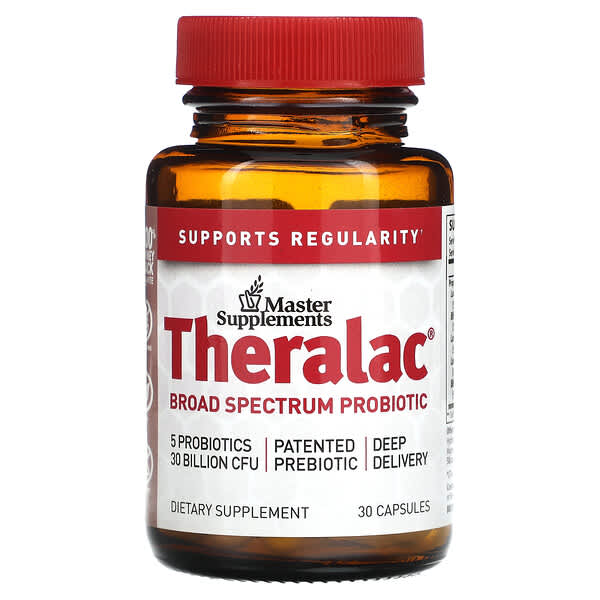 SUPPORTS REGULARITY†
Master
Supplements
Theralac®
BROAD SPECTRUM PROBIOTIC
5 PROBIOTICS
30 BILLION CFU
PATENTED
PREBIOTIC
DEEP
DELIVERY
DIETARY SUPPLEMENT
30 CAPSULES